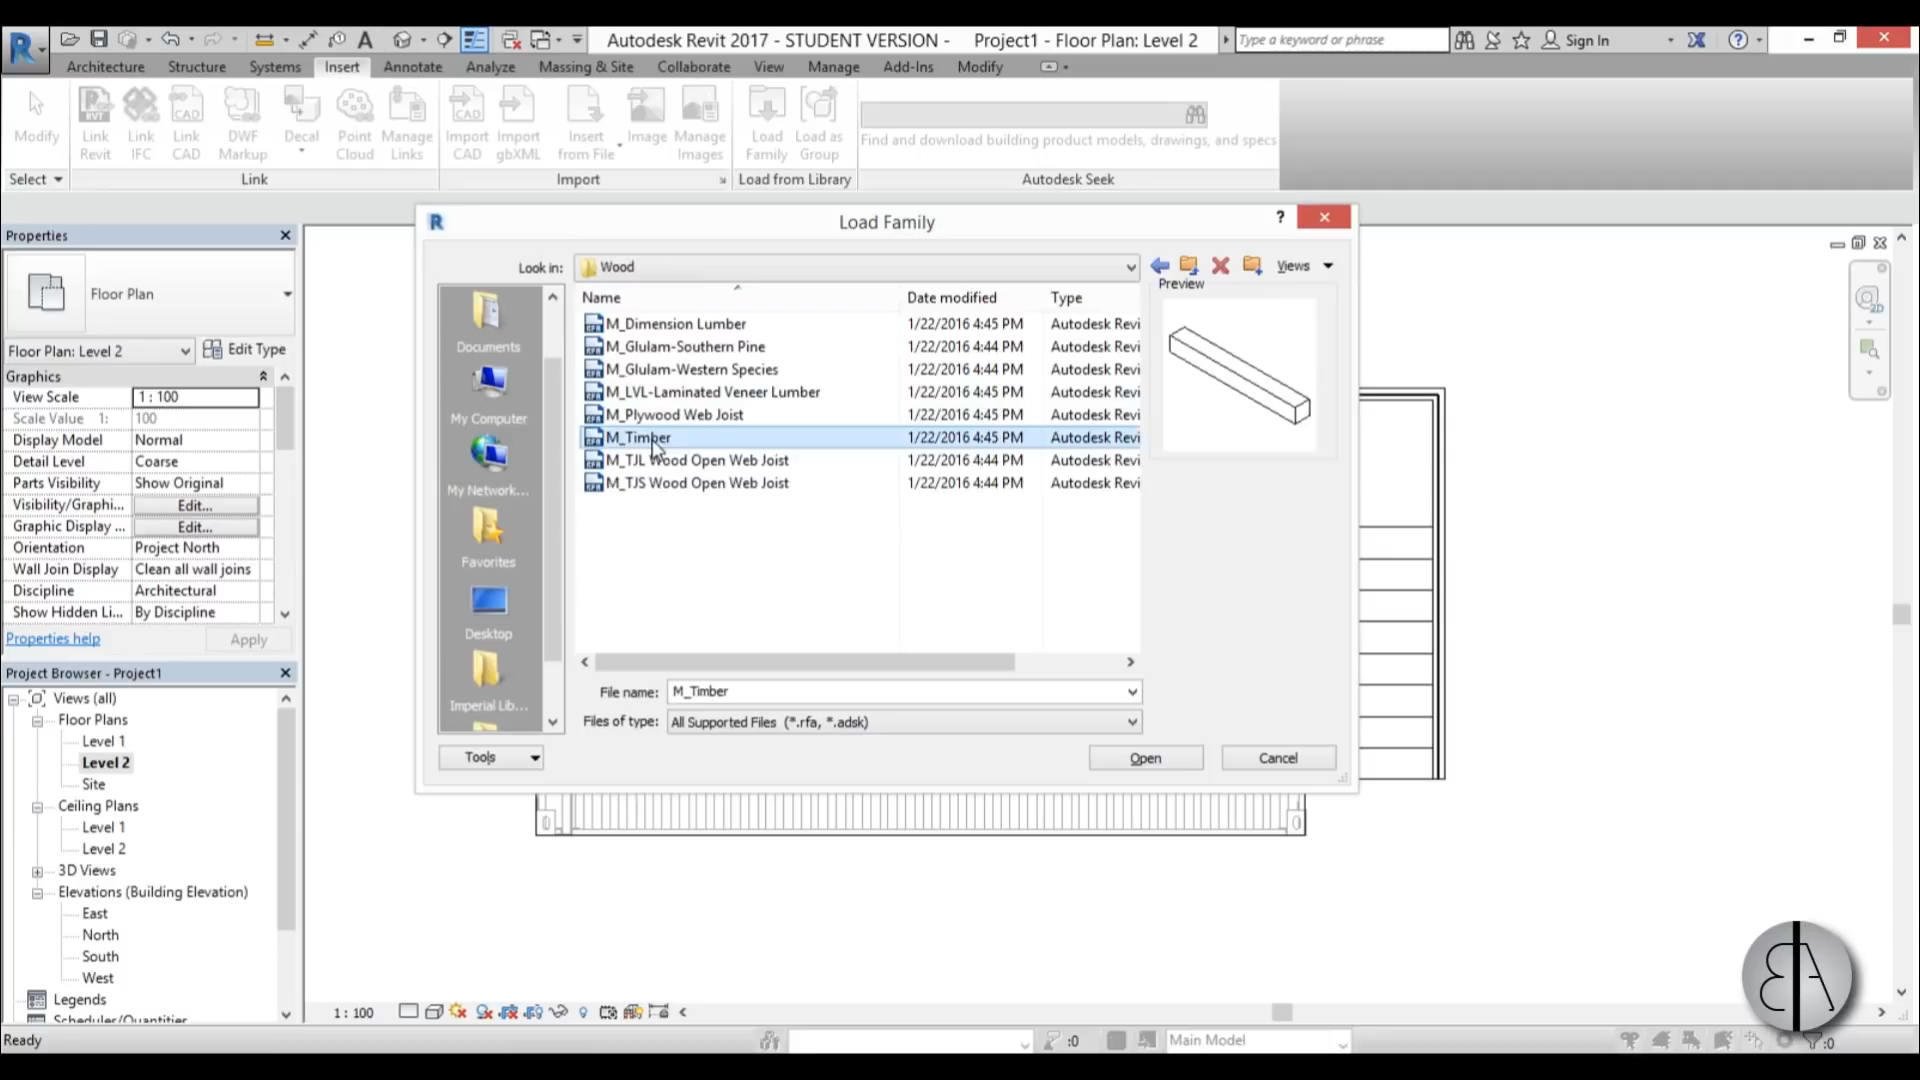 Autodesk Revit 2017 - STUDENT VERSION - Project1 - Floor Plan: Level 2
Type a keyword or phrase
Sign In
Architecture Structure Systems Insert Annotate Analyze Massing & Site Collaborate View Manage Add-Ins Modify
Modify
Link Revit
Link IFC
Link CAD
DWF Markup
Decal
Point Cloud
Manage Links
Import CAD
Import gbXML
Insert from File
Image
Manage Images
Load Family
Load as Group
Find and download building product models, drawings, and specs
Select
Link
Import
Load from Library
Autodesk Seek
Properties
Floor Plan
Floor Plan: Level 2
Edit Type
Graphics
View Scale 1 : 100
Scale Value 1: 100
Display Model Normal
Detail Level Coarse
Parts Visibility Show Original
Visibility/Graphi... Edit...
Graphic Display ... Edit...
Orientation Project North
Wall Join Display Clean all wall joins
Discipline Architectural
Show Hidden Li... By Discipline
Properties help
Apply
Project Browser - Project1
Views (all)
Floor Plans
Level 1
Level 2
Site
Ceiling Plans
Level 1
Level 2
3D Views
Elevations (Building Elevation)
East
North
South
West
Legends
Load Family
Look in: Wood
Views
Documents
My Computer
My Network...
Favorites
Desktop
Imperial Lib...
Name Date modified Type
M_Dimension Lumber 1/22/2016 4:45 PM Autodesk Revi
M_Glulam-Southern Pine 1/22/2016 4:44 PM Autodesk Revi
M_Glulam-Western Species 1/22/2016 4:44 PM Autodesk Revi
M_LVL-Laminated Veneer Lumber 1/22/2016 4:45 PM Autodesk Revi
M_Plywood Web Joist 1/22/2016 4:45 PM Autodesk Revi
M_Timber 1/22/2016 4:45 PM Autodesk Revi
M_TJL Wood Open Web Joist 1/22/2016 4:44 PM Autodesk Revi
M_TJS Wood Open Web Joist 1/22/2016 4:44 PM Autodesk Revi
Preview
File name: M_Timber
Files of type: All Supported Files (*.rfa, *.adsk)
Tools
Open
Cancel
1 : 100
Ready
:0
Main Model
:0